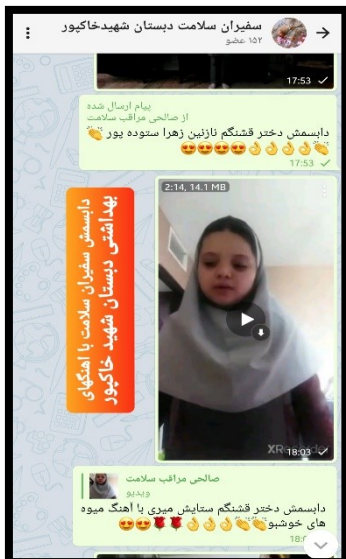 سفیران سلامت دبستان شهیدخاکپور
۱۵۲ عضو
17:53
پیام ارسال شده
از صالحی مراقب سلامت
دابسمش دختر قشنگم نازنین زهرا ستوده پور
17:53
2:14, 14.1 MB
دابسمش سفیران سلامت با اهنگهای
بهداشتی دبستان شهید خاکپور
18:03
صالحی مراقب سلامت
ویدیو
دابسمش دختر قشنگم ستایش میری با آهنگ میوه
های خوشبو